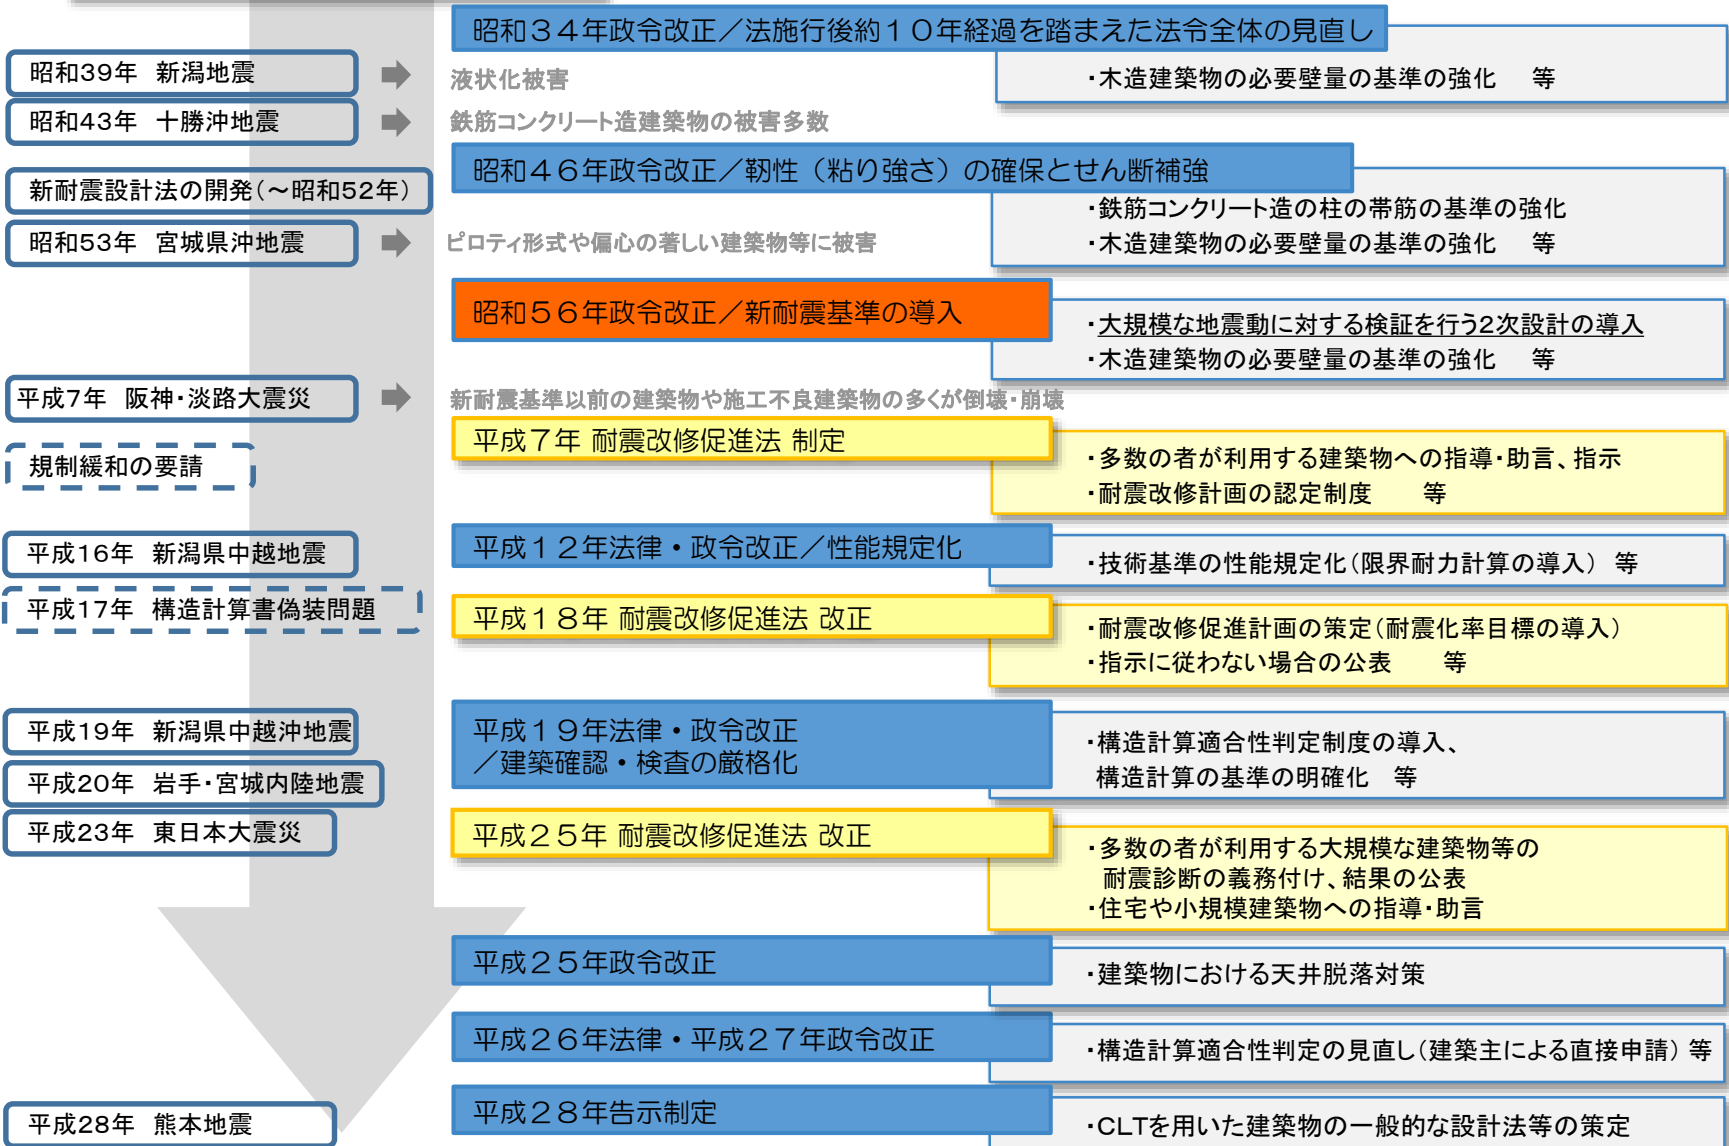 昭和３４年政令改正／法施行後約１０年経過を踏まえた法令全体の見直し
・木造建築物の必要壁量の基準の強化　等
昭和39年　新潟地震
液状化被害
昭和43年　十勝沖地震
鉄筋コンクリート造建築物の被害多数
昭和４６年政令改正／靭性（粘り強さ）の確保とせん断補強
・鉄筋コンクリート造の柱の帯筋の基準の強化
・木造建築物の必要壁量の基準の強化　等
新耐震設計法の開発（～昭和52年）
昭和53年　宮城県沖地震
ピロティ形式や偏心の著しい建築物等に被害
昭和５６年政令改正／新耐震基準の導入
・大規模な地震動に対する検証を行う2次設計の導入
・木造建築物の必要壁量の基準の強化　等
平成7年　阪神・淡路大震災
新耐震基準以前の建築物や施工不良建築物の多くが倒壊・崩壊
平成７年 耐震改修促進法 制定
・多数の者が利用する建築物への指導・助言、指示
・耐震改修計画の認定制度　等
規制緩和の要請
平成１２年法律・政令改正／性能規定化
・技術基準の性能規定化（限界耐力計算の導入）　等
平成16年　新潟県中越地震
平成17年　構造計算書偽装問題
平成１８年 耐震改修促進法 改正
・耐震改修促進計画の策定（耐震化率目標の導入）
・指示に従わない場合の公表　等
平成19年　新潟県中越沖地震
平成１９年法律・政令改正
／建築確認・検査の厳格化
・構造計算適合性判定制度の導入、
構造計算の基準の明確化　等
平成20年　岩手・宮城内陸地震
平成23年　東日本大震災
平成２５年 耐震改修促進法 改正
・多数の者が利用する大規模な建築物等の
耐震診断の義務付け、結果の公表
・住宅や小規模建築物への指導・助言
平成２５年政令改正
・建築物における天井脱落対策
平成２６年法律・平成２７年政令改正
・構造計算適合性判定の見直し（建築主による直接申請）等
平成28年　熊本地震
平成２８年告示制定
・CLTを用いた建築物の一般的な設計法等の策定